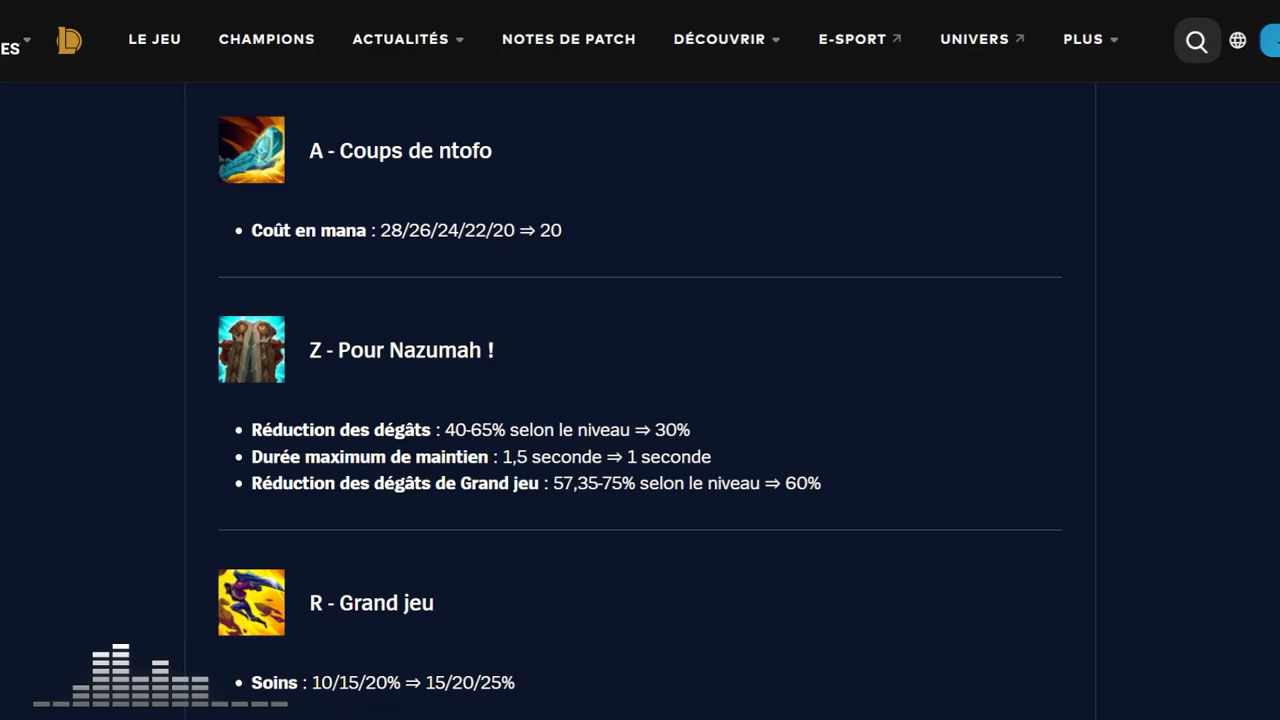 ES
LE JEU
CHAMPIONS
ACTUALITÉS
NOTES DE PATCH
DÉCOUVRIR
E-SPORT
UNIVERS
PLUS
A - Coups de ntofo
• Coût en mana : 28/26/24/22/20 ⇒ 20
Z - Pour Nazumah !
• Réduction des dégâts : 40-65% selon le niveau ⇒ 30%
• Durée maximum de maintien : 1,5 seconde ⇒ 1 seconde
• Réduction des dégâts de Grand jeu : 57,35-75% selon le niveau ⇒ 60%
R - Grand jeu
• Soins : 10/15/20% ⇒ 15/20/25%